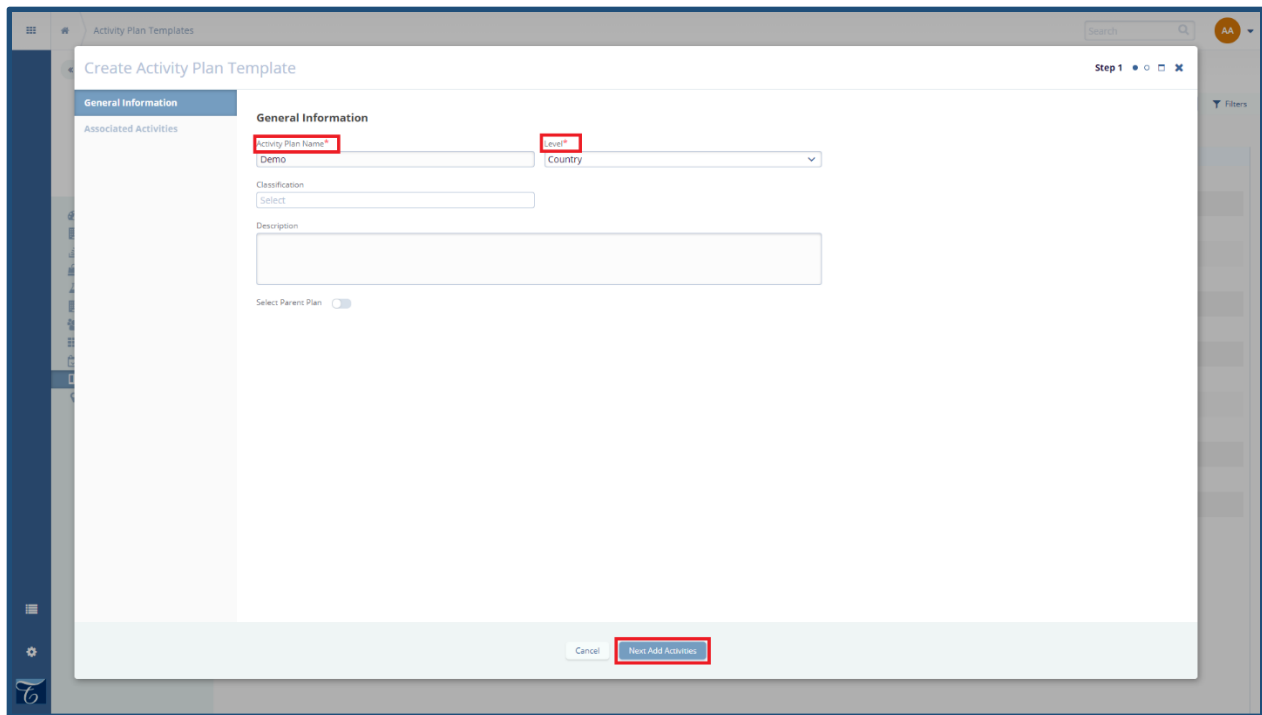 Activity Plan Templates
Search
AA
Create Activity Plan Template
Step 1
General Information
Associated Activities
Filters
General Information
Activity Plan Name*
Level*
Demo
Country
Classification
Select
Description
Select Parent Plan
Cancel
Next Add Activities